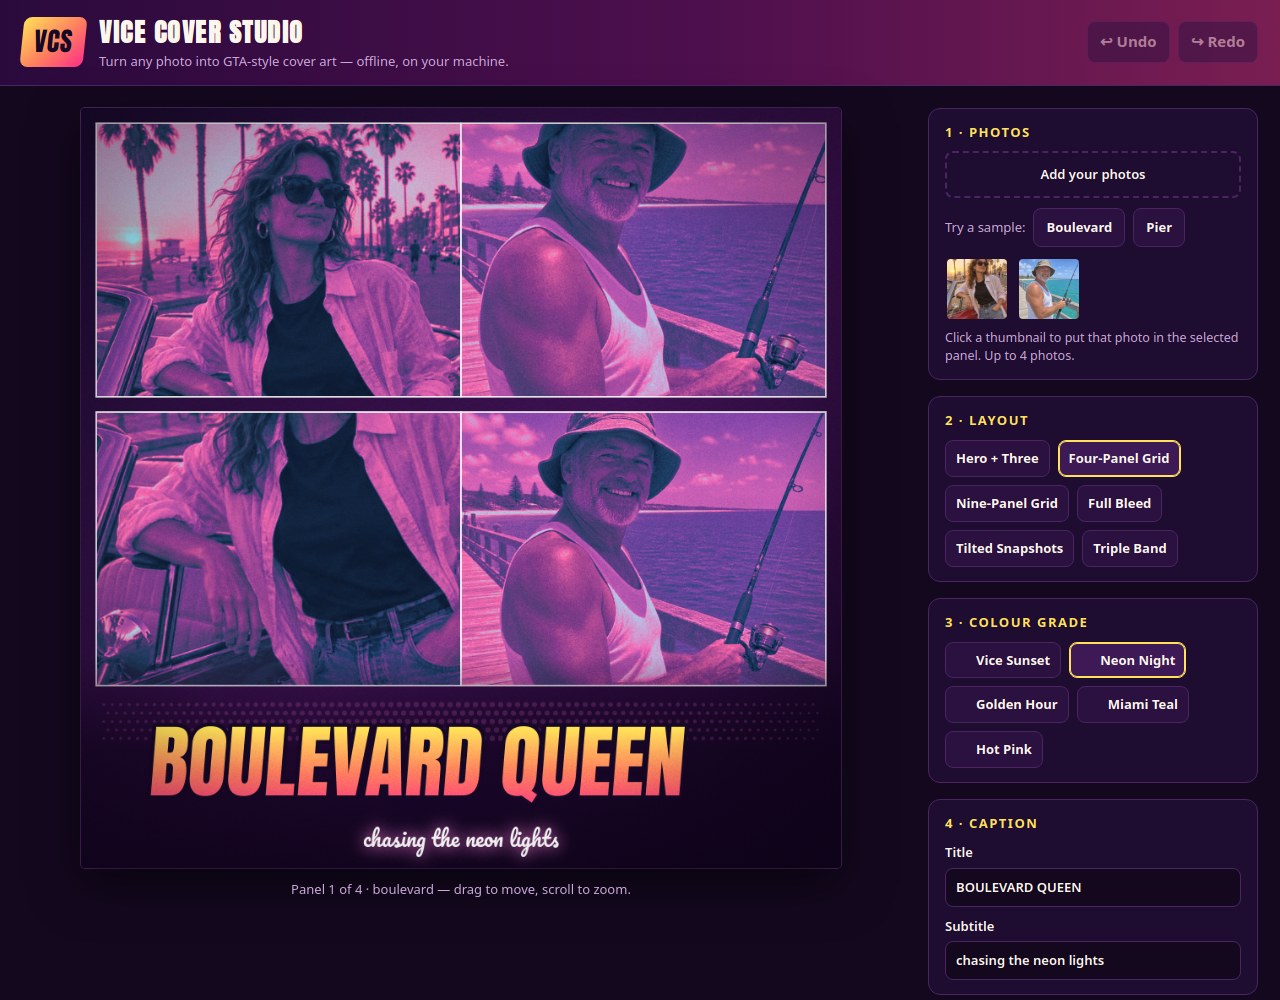 VCS
VICE COVER STUDIO
Turn any photo into GTA-style cover art — offline, on your machine.
↩ Undo
↪ Redo
BOULEVARD QUEEN
chasing the neon lights
Panel 1 of 4 · boulevard — drag to move, scroll to zoom.
1 · PHOTOS
Add your photos
Try a sample:
Boulevard
Pier
Click a thumbnail to put that photo in the selected
panel. Up to 4 photos.
2 · LAYOUT
Hero + Three
Four-Panel Grid
Nine-Panel Grid
Full Bleed
Tilted Snapshots
Triple Band
3 · COLOUR GRADE
Vice Sunset
Neon Night
Golden Hour
Miami Teal
Hot Pink
4 · CAPTION
Title
BOULEVARD QUEEN
Subtitle
chasing the neon lights